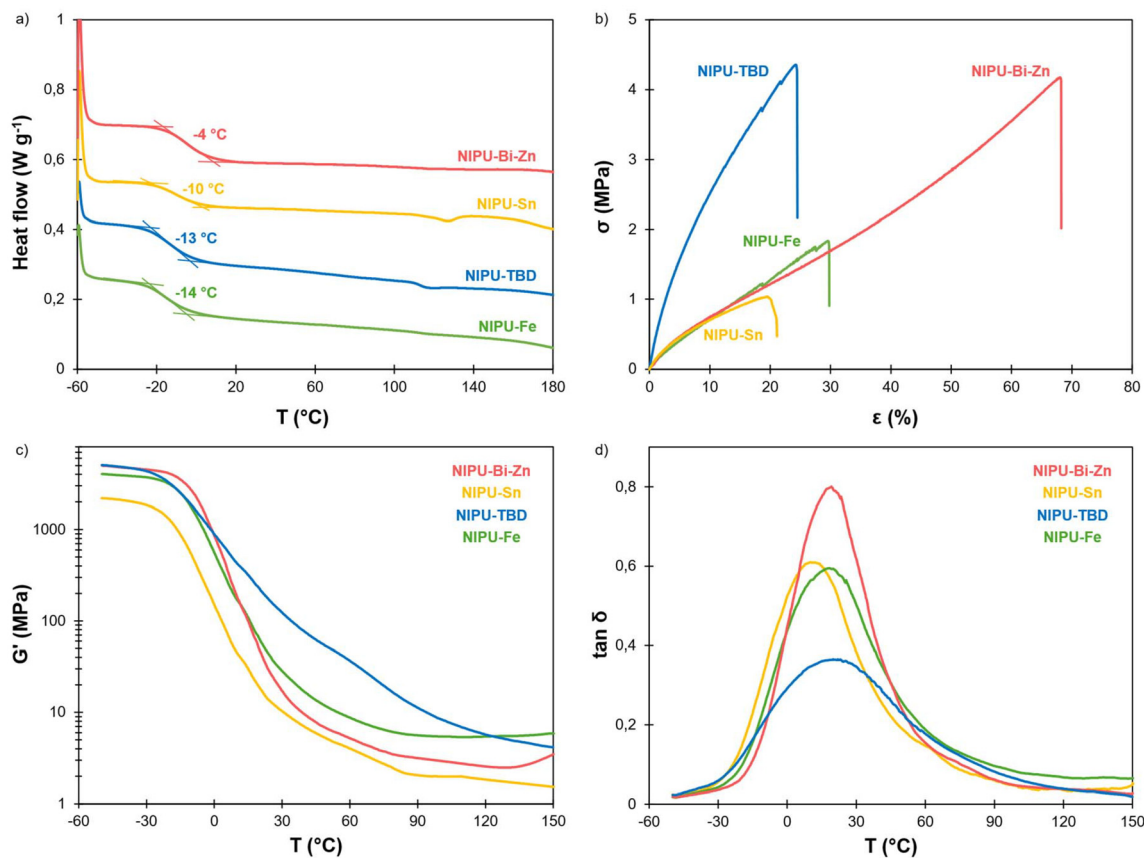 a)
1
0,8
0,6
0,4
0,2
0
-60
-20
20
60
100
140
180
Heat flow (W g⁻¹)
T (°C)
-4 °C
NIPU-Bi-Zn
-10 °C
NIPU-Sn
-13 °C
NIPU-TBD
-14 °C
NIPU-Fe
b)
5
4
3
2
1
0
0
10
20
30
40
50
60
70
80
σ (MPa)
ε (%)
NIPU-TBD
NIPU-Bi-Zn
NIPU-Fe
NIPU-Sn
c)
1000
100
10
1
-60
-30
0
30
60
90
120
150
G' (MPa)
T (°C)
NIPU-Bi-Zn
NIPU-Sn
NIPU-TBD
NIPU-Fe
d)
0,8
0,6
0,4
0,2
0
-60
-30
0
30
60
90
120
150
tan δ
T (°C)
NIPU-Bi-Zn
NIPU-Sn
NIPU-TBD
NIPU-Fe